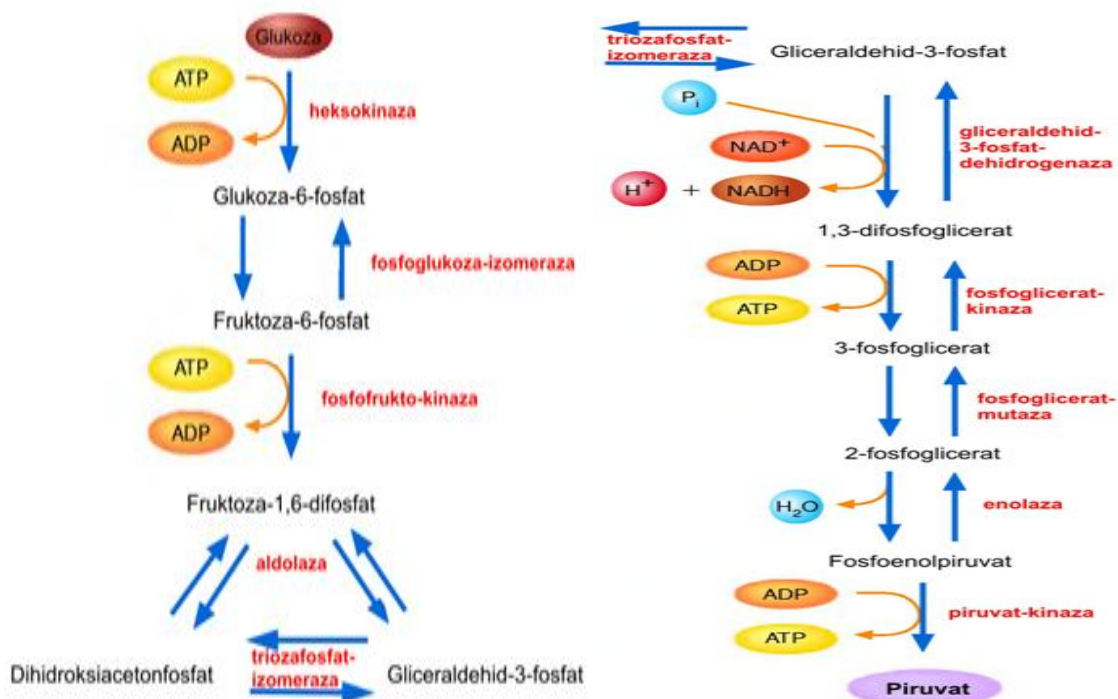 Glukoza
ATP
ADP
heksokinaza
Glukoza-6-fosfat
fosfoglukoza-izomeraza
Fruktoza-6-fosfat
ATP
ADP
fosfofrukto-kinaza
Fruktoza-1,6-difosfat
aldolaza
Dihidroksiacetonfosfat
triozafosfat-
izomeraza
Gliceraldehid-3-fosfat
triozafosfat-
izomeraza
Gliceraldehid-3-fosfat
Pi
NAD+
H+ + NADH
gliceraldehid-
3-fosfat-
dehidrogenaza
1,3-difosfoglicerat
ADP
ATP
fosfoglicerat-
kinaza
3-fosfoglicerat
fosfoglicerat-
mutaza
2-fosfoglicerat
H2O
enolaza
Fosfoenolpiruvat
ADP
ATP
piruvat-kinaza
Piruvat